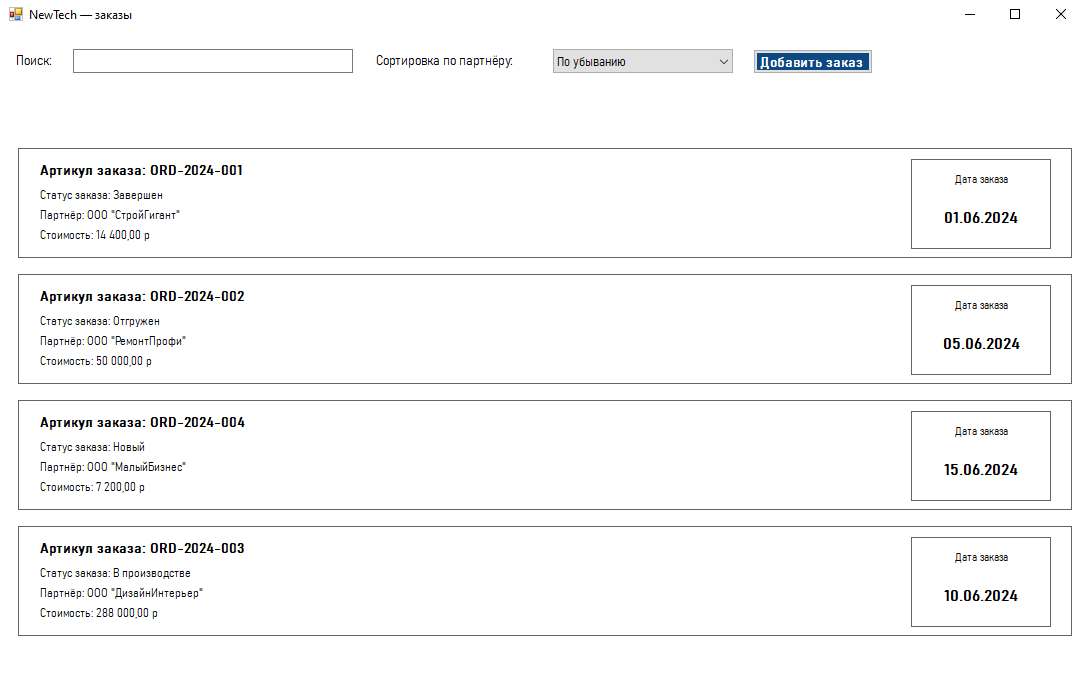 NewTech — заказы
Поиск: Сортировка по партнёру: По убыванию Добавить заказ
Артикул заказа: ORD-2024-001
Статус заказа: Завершен
Партнёр: ООО "СтройГигант"
Стоимость: 14 400,00 р
Дата заказа
01.06.2024
Артикул заказа: ORD-2024-002
Статус заказа: Отгружен
Партнёр: ООО "РемонтПрофи"
Стоимость: 50 000,00 р
Дата заказа
05.06.2024
Артикул заказа: ORD-2024-004
Статус заказа: Новый
Партнёр: ООО "МалыйБизнес"
Стоимость: 7 200,00 р
Дата заказа
15.06.2024
Артикул заказа: ORD-2024-003
Статус заказа: В производстве
Партнёр: ООО "ДизайнИнтерьер"
Стоимость: 288 000,00 р
Дата заказа
10.06.2024